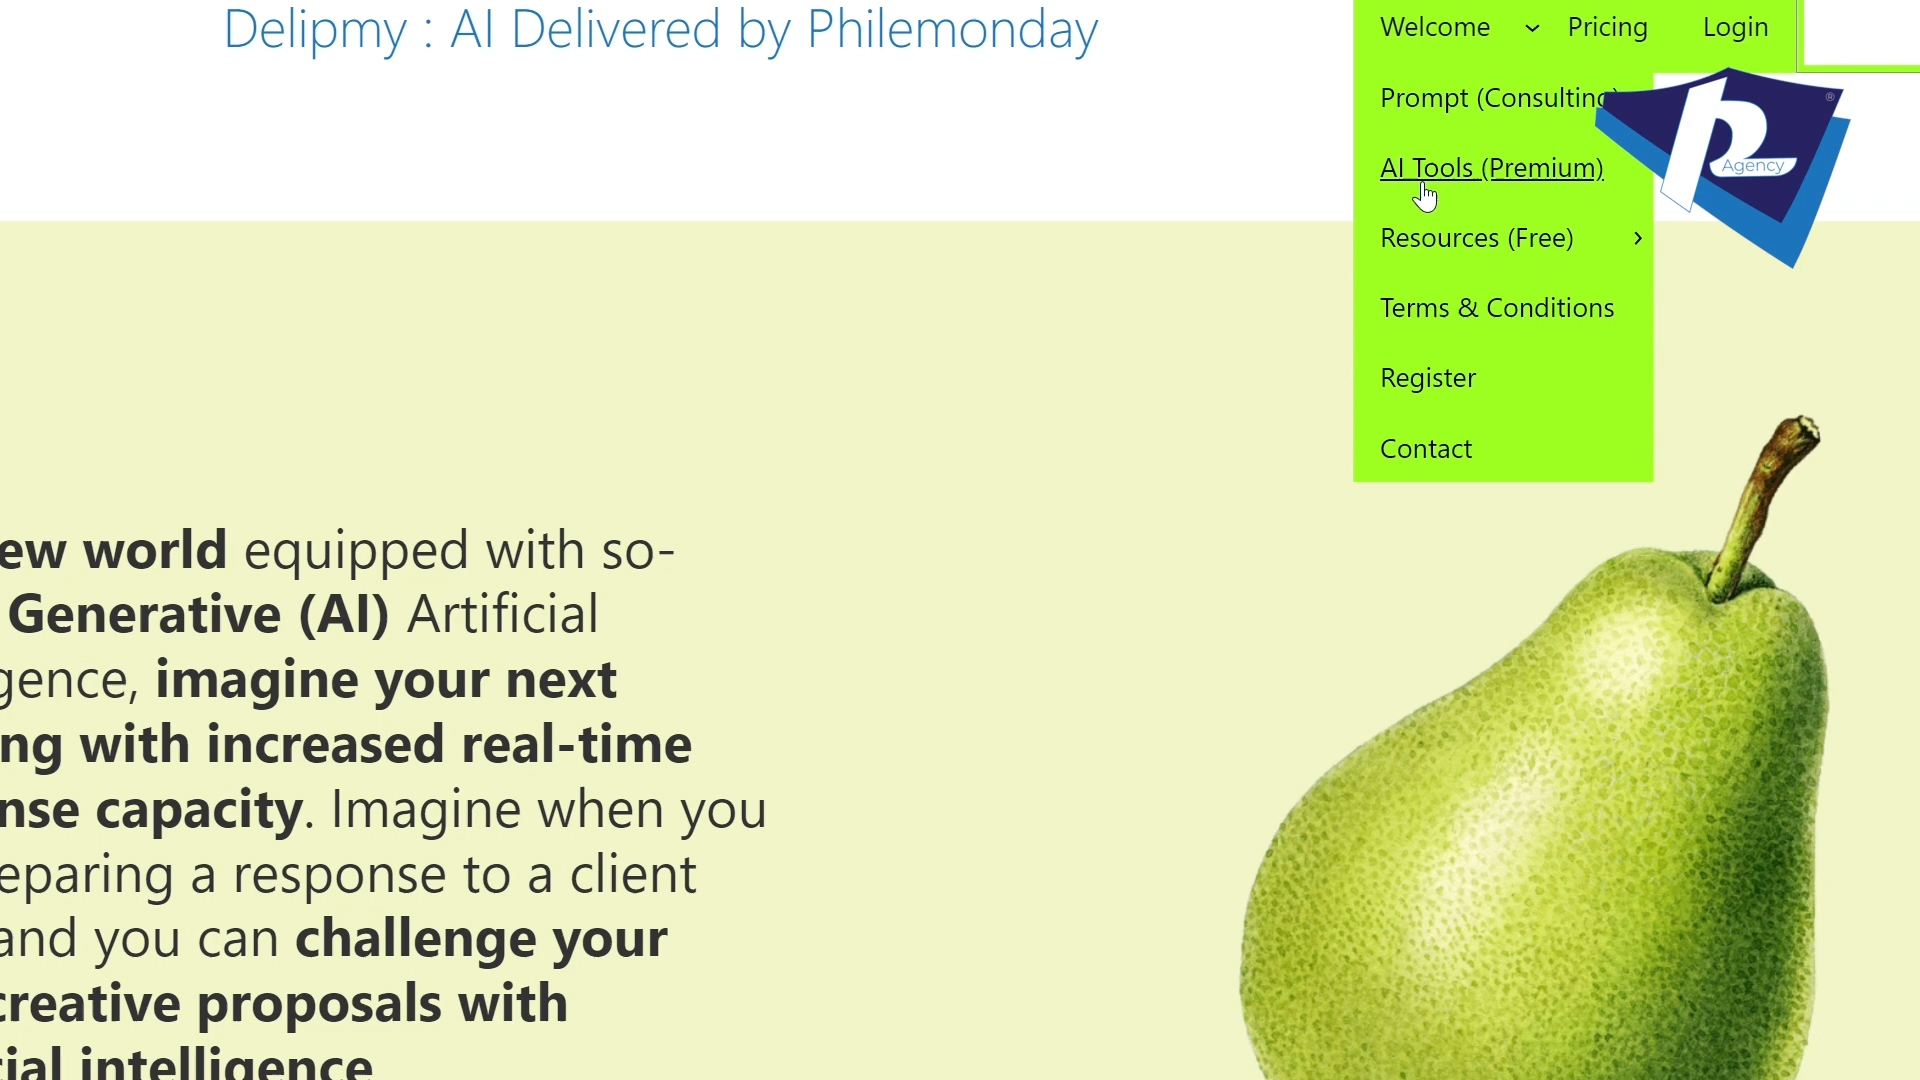 Delipmy : AI Delivered by Philemonday
Welcome Pricing Login
Prompt (Consulting)
AI Tools (Premium)
Resources (Free)
Terms & Conditions
Register
Contact
®
Agency
ew world equipped with so-
Generative (AI) Artificial
gence, imagine your next
ng with increased real-time
nse capacity. Imagine when you
eparing a response to a client
and you can challenge your
creative proposals with
cial intelligence